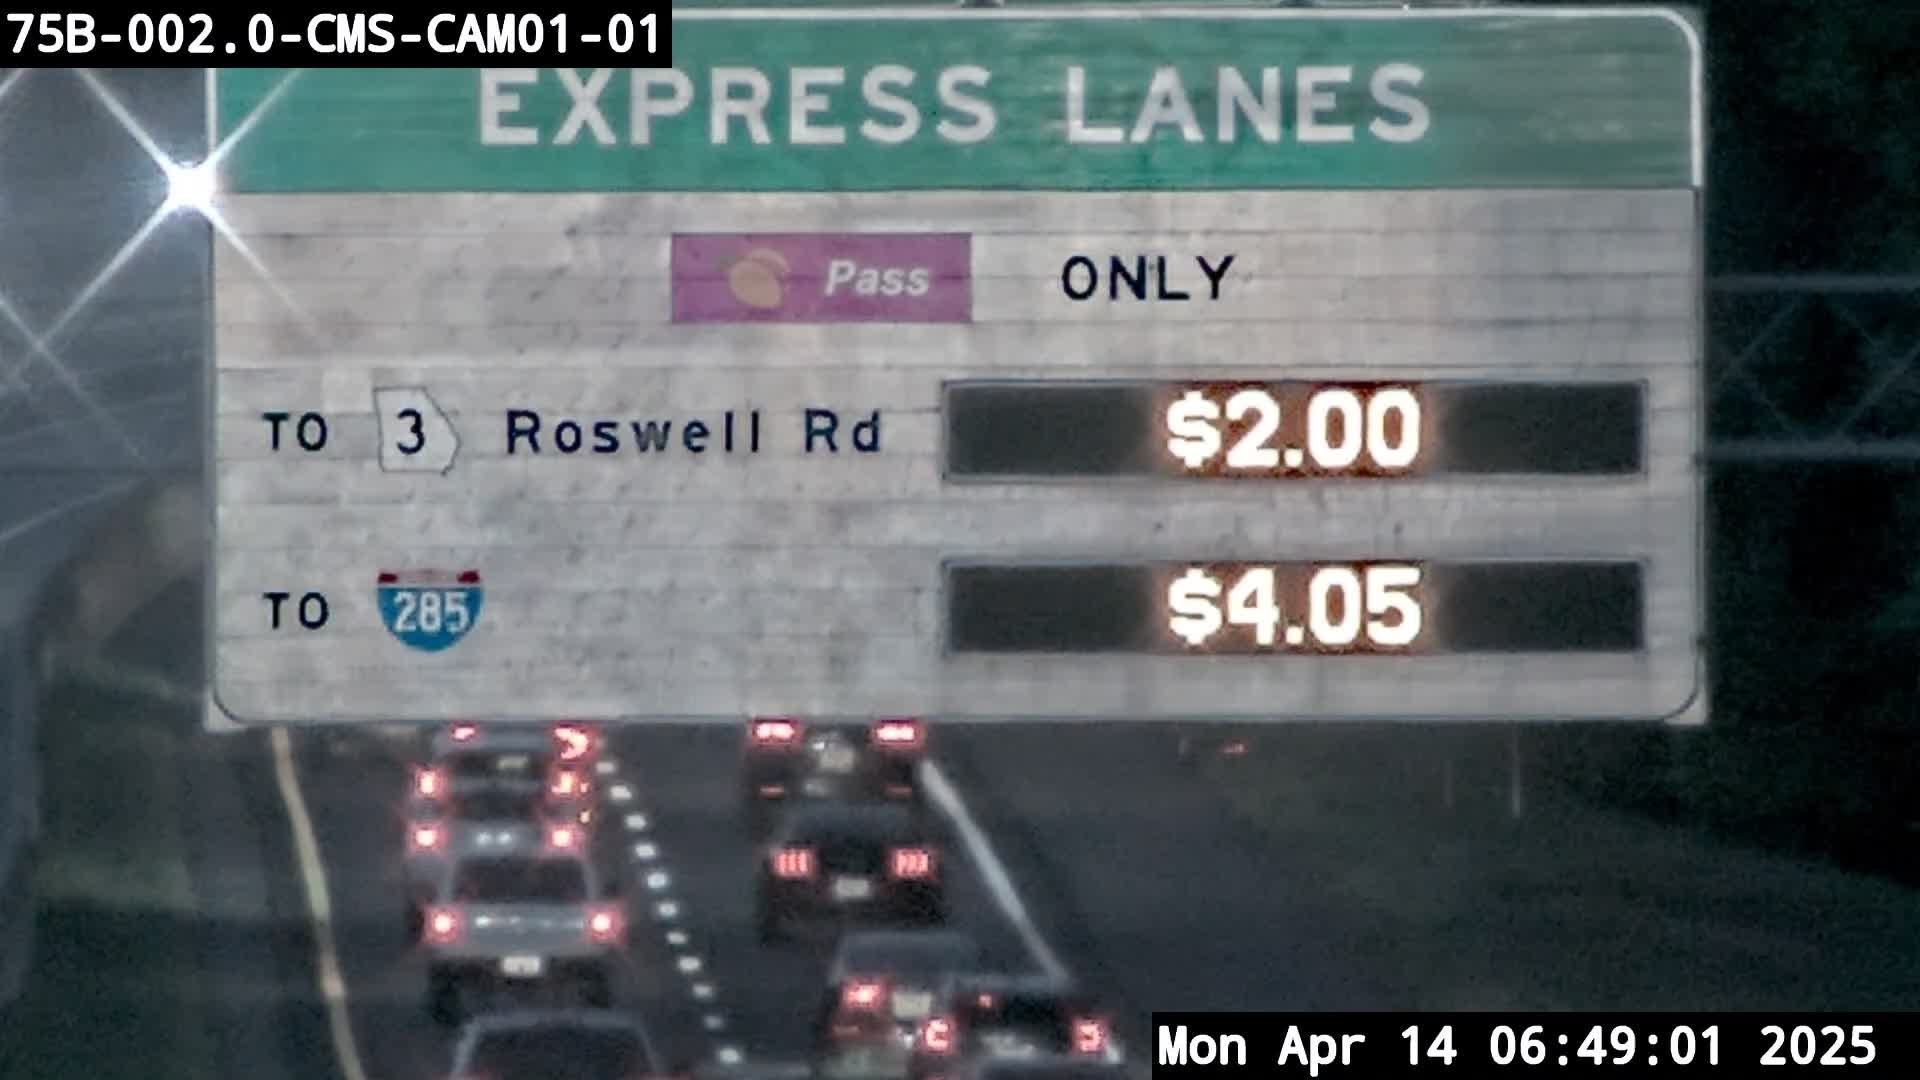 75B-002.0-CMS-CAM01-01
EXPRESS LANES
Pass ONLY
TO 3 Roswell Rd $2.00
TO 285 $4.05
Mon Apr 14 06:49:01 2025